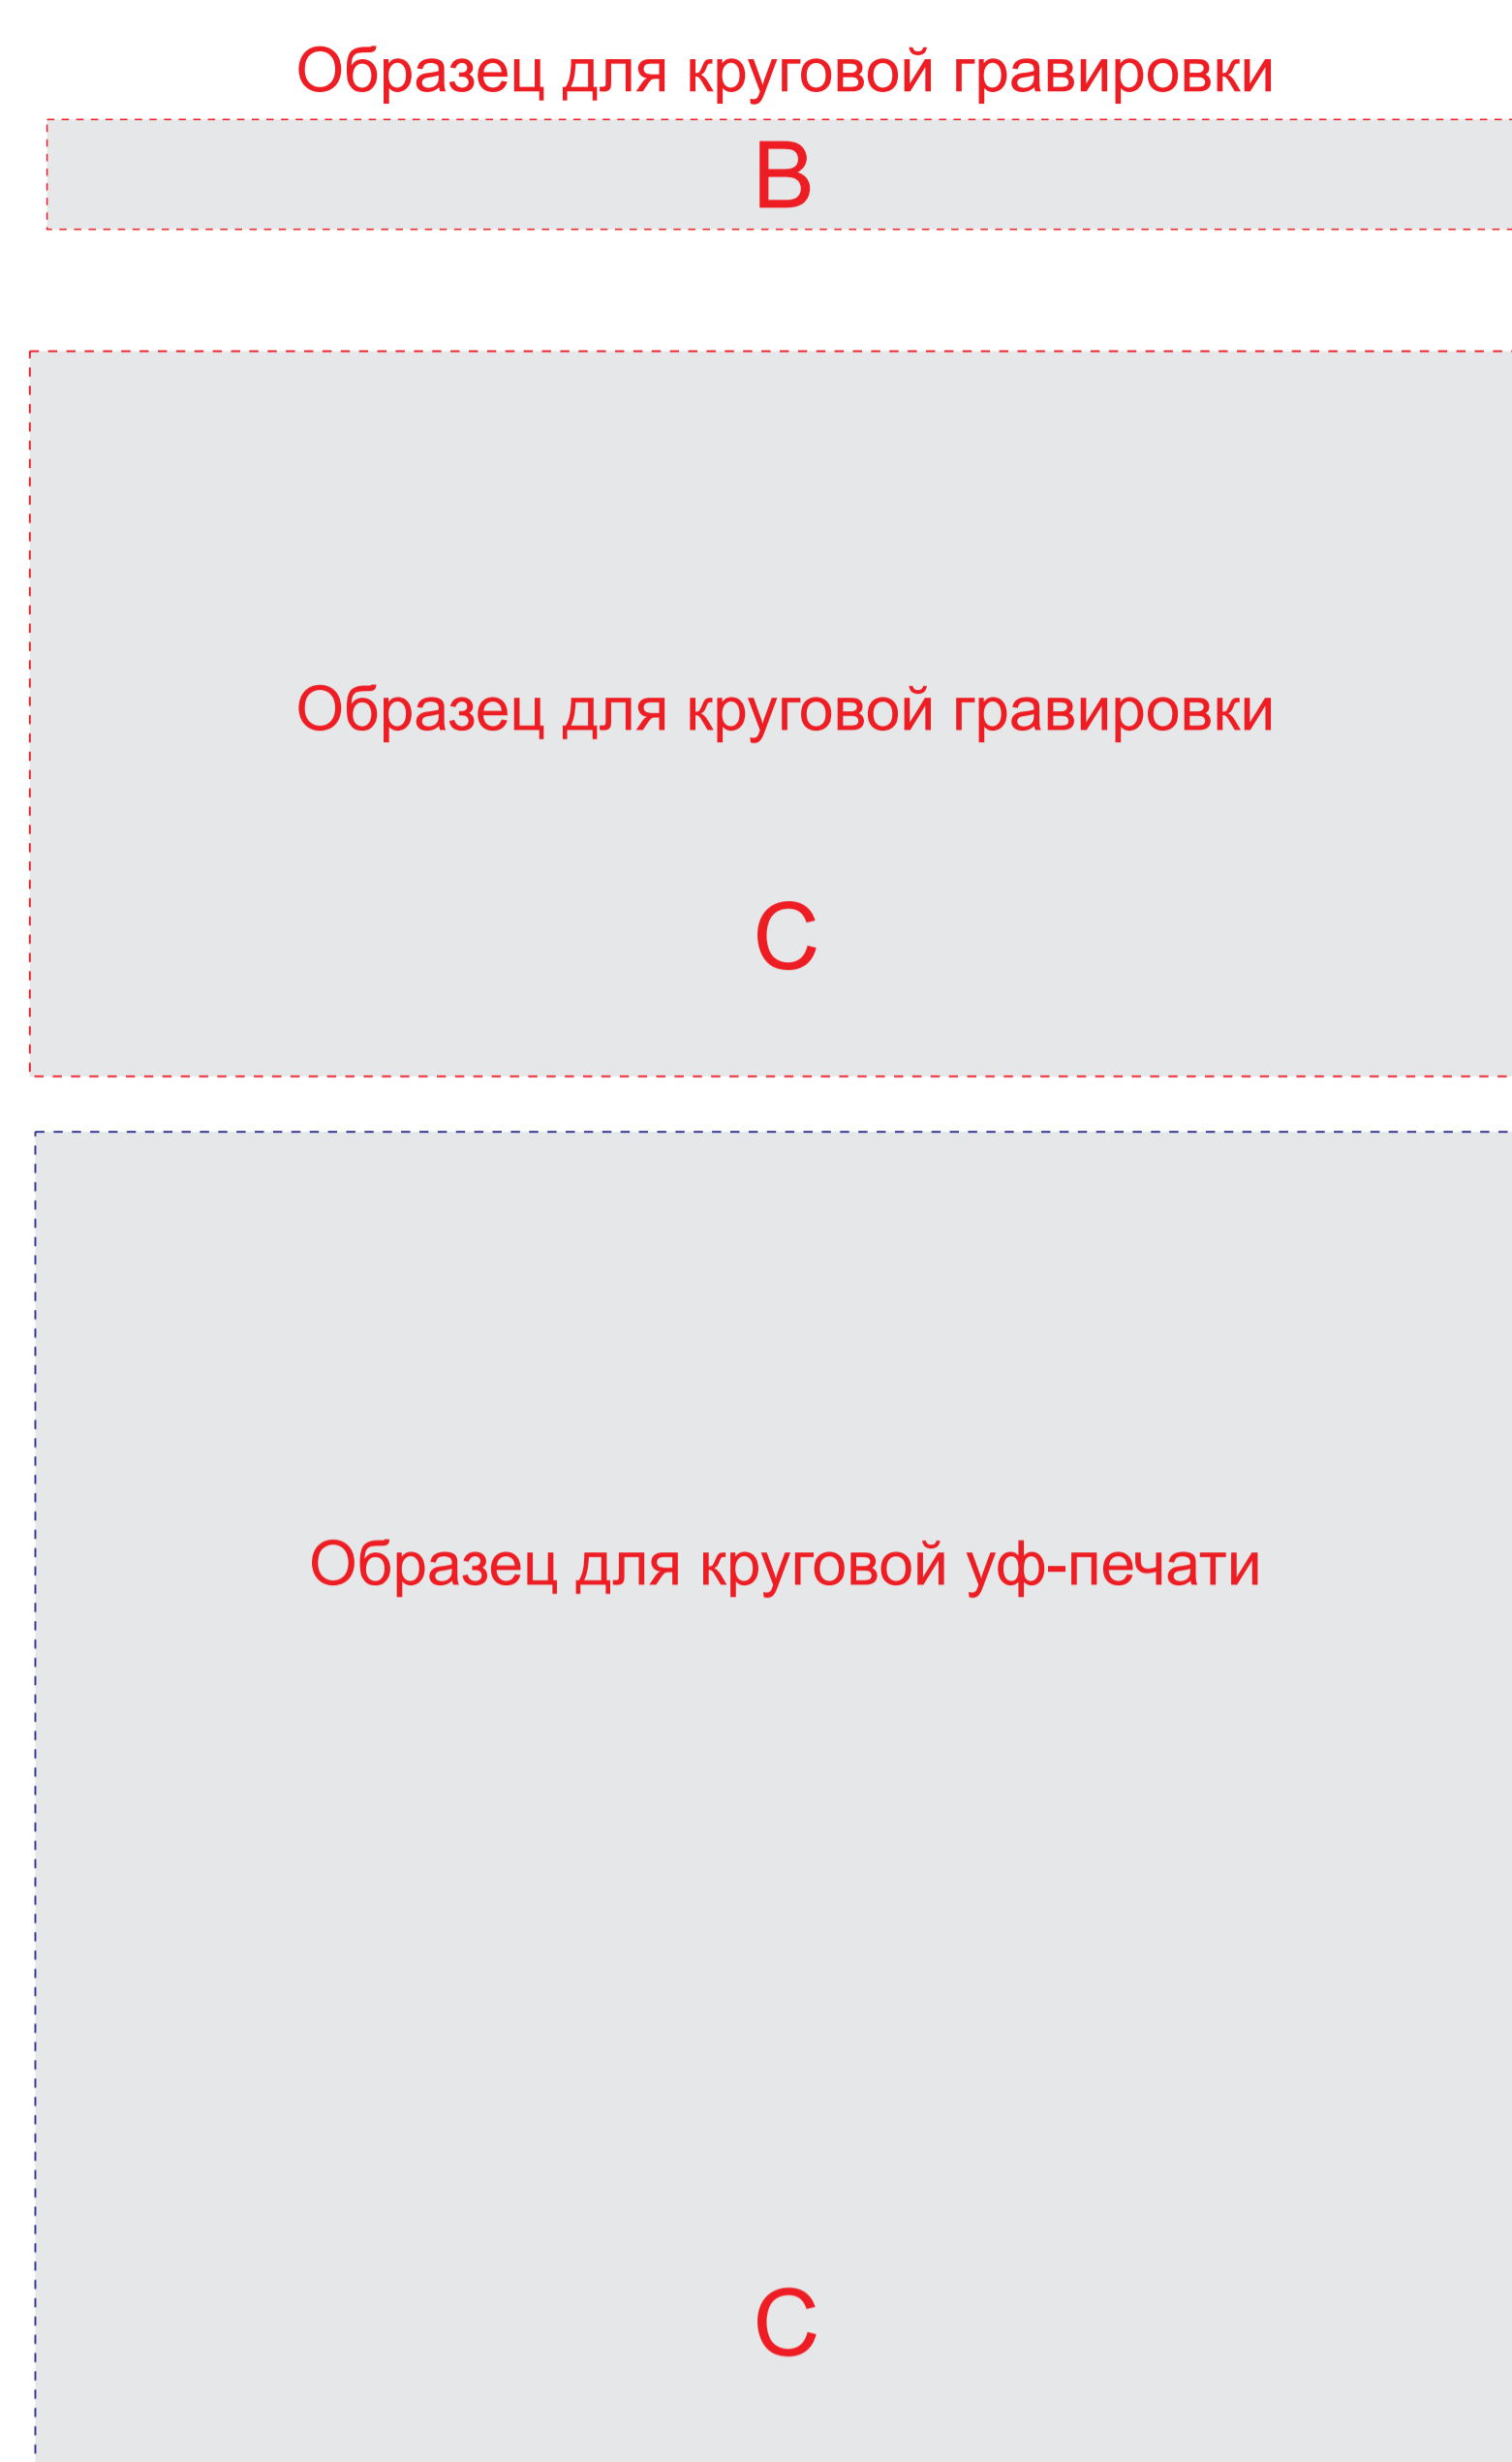 Образец для круговой гравировки
B
Образец для круговой гравировки
C
Образец для круговой уф-печати
C